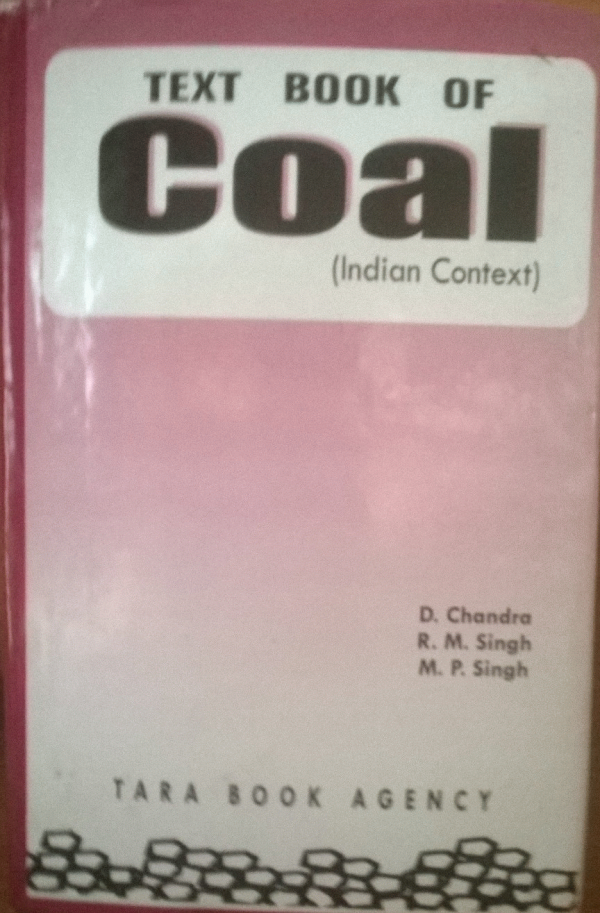 TEXT BOOK OF
Coal
(Indian Context)
D. Chandra
R. M. Singh
M. P. Singh
TARA BOOK AGENCY